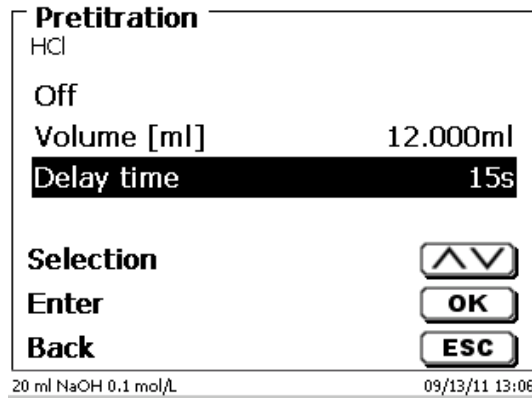 Pretitration
HCl
Off
Volume [ml] 12.000ml
Delay time 15s
Selection
Enter OK
Back ESC
20 ml NaOH 0.1 mol/L 09/13/11 13:06